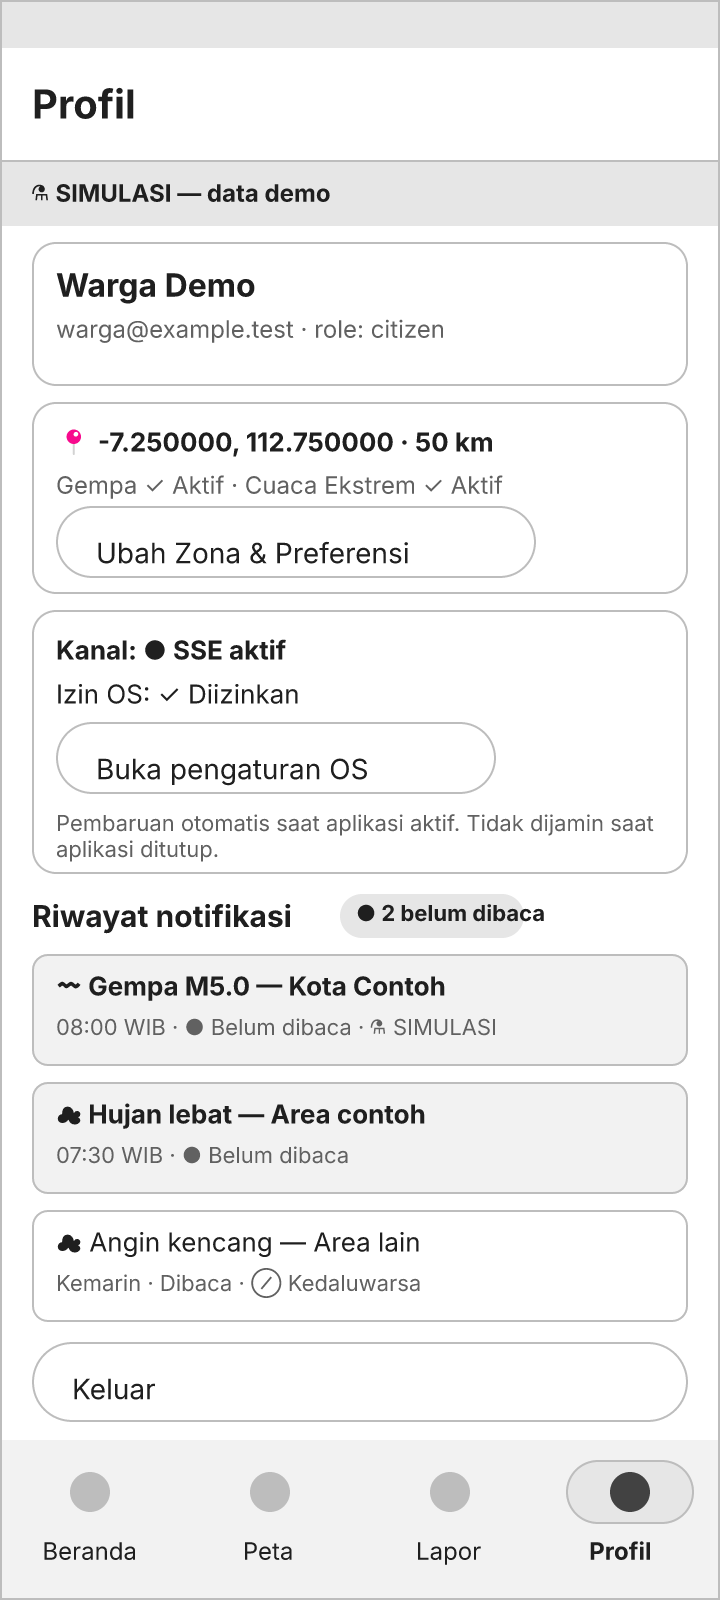 Profil
⚗ SIMULASI — data demo
Warga Demo
warga@example.test · role: citizen
📍 -7.250000, 112.750000 · 50 km
Gempa ✓ Aktif · Cuaca Ekstrem ✓ Aktif
Ubah Zona & Preferensi
Kanal: ● SSE aktif
Izin OS: ✓ Diizinkan
Buka pengaturan OS
Pembaruan otomatis saat aplikasi aktif. Tidak dijamin saat
aplikasi ditutup.
Riwayat notifikasi ● 2 belum dibaca
Gempa M5.0 — Kota Contoh
08:00 WIB · ● Belum dibaca · ⚗ SIMULASI
Hujan lebat — Area contoh
07:30 WIB · ● Belum dibaca
Angin kencang — Area lain
Kemarin · Dibaca · Kedaluwarsa
Keluar
Beranda Peta Lapor Profil